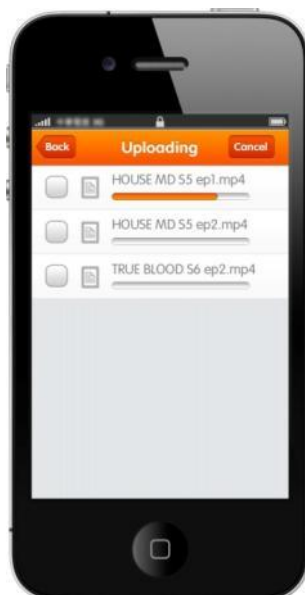 Back Uploading Cancel
HOUSE MD S5 ep1.mp4
HOUSE MD S5 ep2.mp4
TRUE BLOOD S6 ep2.mp4